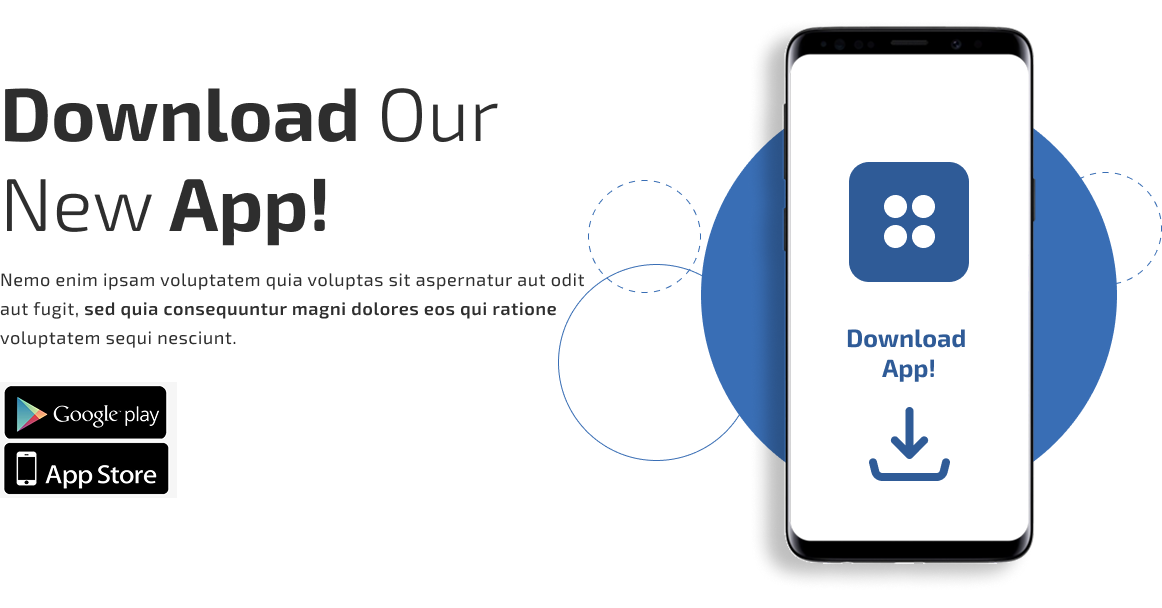 Download Our
New App!
Nemo enim ipsam voluptatem quia voluptas sit aspernatur aut odit
aut fugit, sed quia consequuntur magni dolores eos qui ratione
voluptatem sequi nesciunt.
Google play
App Store
Download
App!